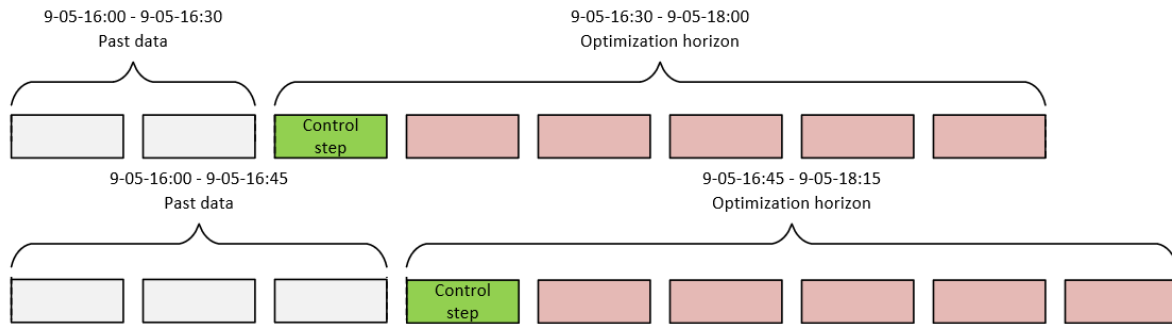 9-05-16:00 - 9-05-16:30
Past data
9-05-16:30 - 9-05-18:00
Optimization horizon
Control
step
9-05-16:00 - 9-05-16:45
Past data
9-05-16:45 - 9-05-18:15
Optimization horizon
Control
step